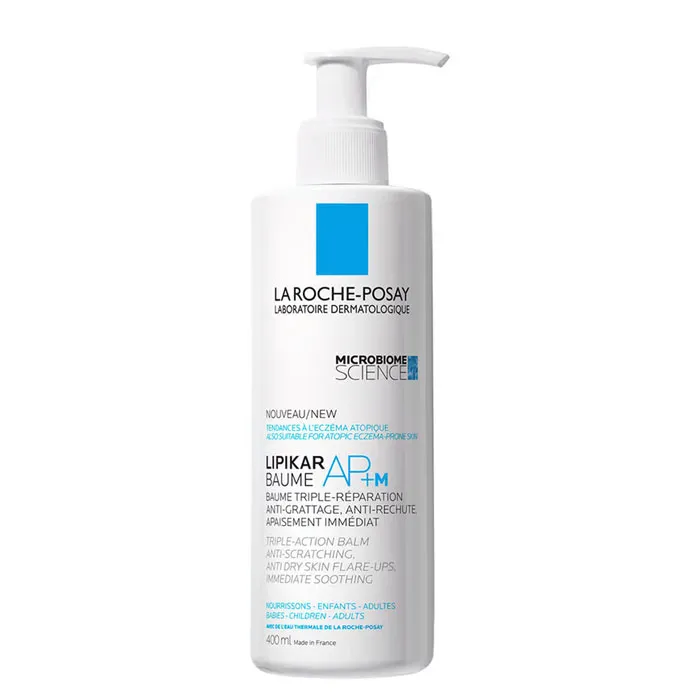 LA ROCHE-POSAY
LABORATOIRE DERMATOLOGIQUE
MICROBIOME
SCIENCE
NOUVEAU/NEW
TENDANCES À L'ECZÉMA ATOPIQUE
ALSO SUITABLE FOR ATOPIC ECZEMA-PRONE SKIN
LIPIKAR
BAUME AP+M
BAUME TRIPLE-RÉPARATION
ANTI-GRATTAGE, ANTI-RECHUTE,
APAISEMENT IMMÉDIAT
TRIPLE-ACTION BALM
ANTI-SCRATCHING,
ANTI DRY SKIN FLARE-UPS,
IMMEDIATE SOOTHING
NOURRISSONS - ENFANTS - ADULTES
BABIES - CHILDREN - ADULTS
AVEC DE L'EAU THERMALE DE LA ROCHE-POSAY
400ml Made in France